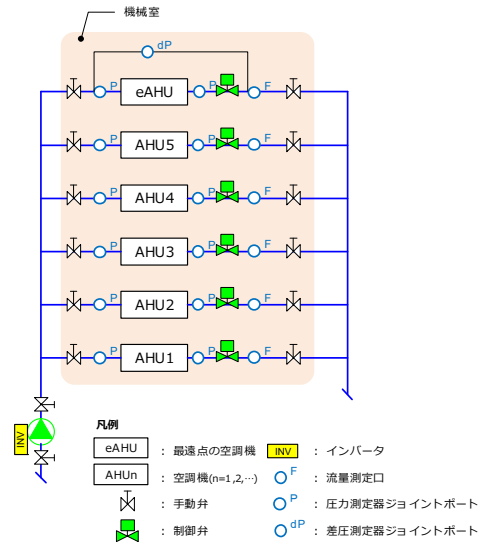 機械室
dP
P eAHU P F
P AHU5 P F
P AHU4 P F
P AHU3 P F
P AHU2 P F
P AHU1 P F
INV
凡例
eAHU : 最遠点の空調機
AHUn : 空調機(n=1,2,…)
: 手動弁
: 制御弁
INV : インバータ
F : 流量測定口
P : 圧力測定器ジョイントポート
dP : 差圧測定器ジョイントポート